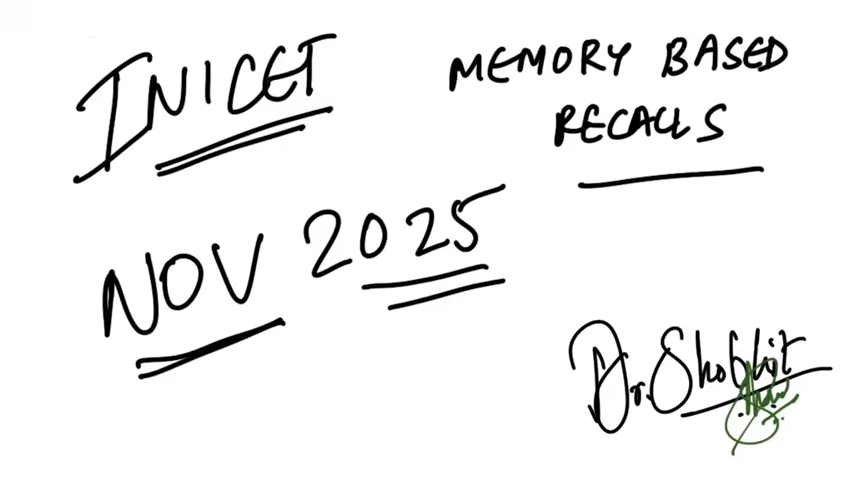 INICET
MEMORY BASED
RECALLS
NOV 2025
Dr. Shobhit